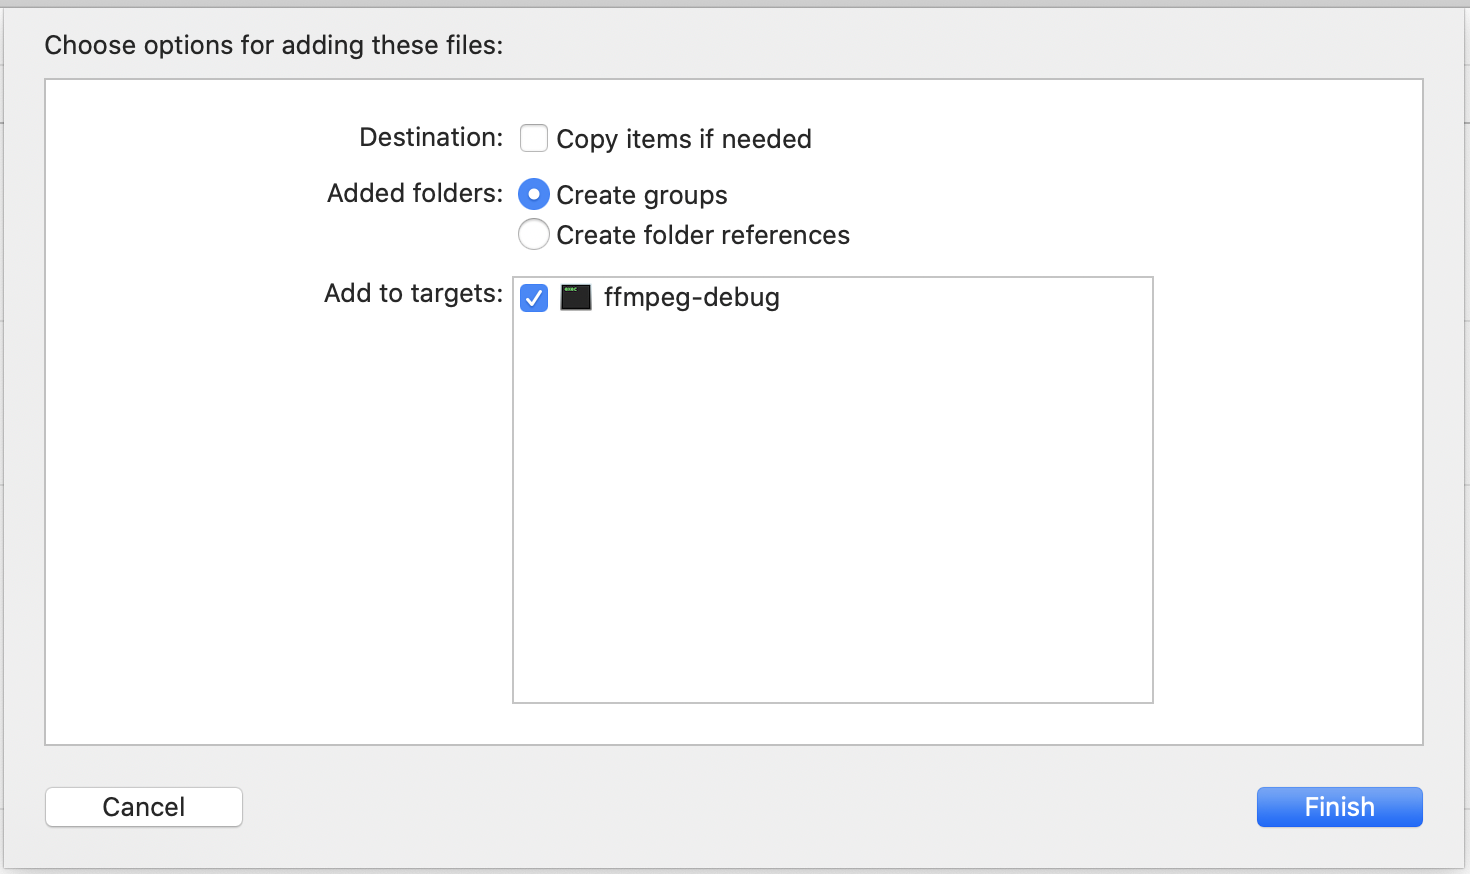 Choose options for adding these files:
Destination: Copy items if needed
Added folders: Create groups
Create folder references
Add to targets: ffmpeg-debug
Cancel Finish